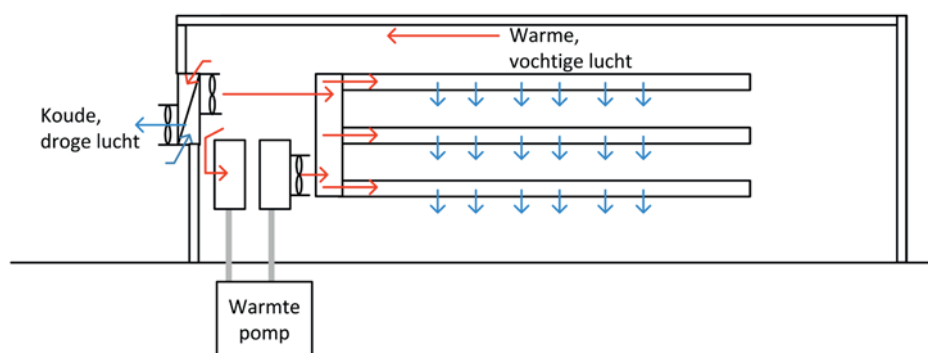 Warme,
vochtige lucht
Koude,
droge lucht
Warmte
pomp